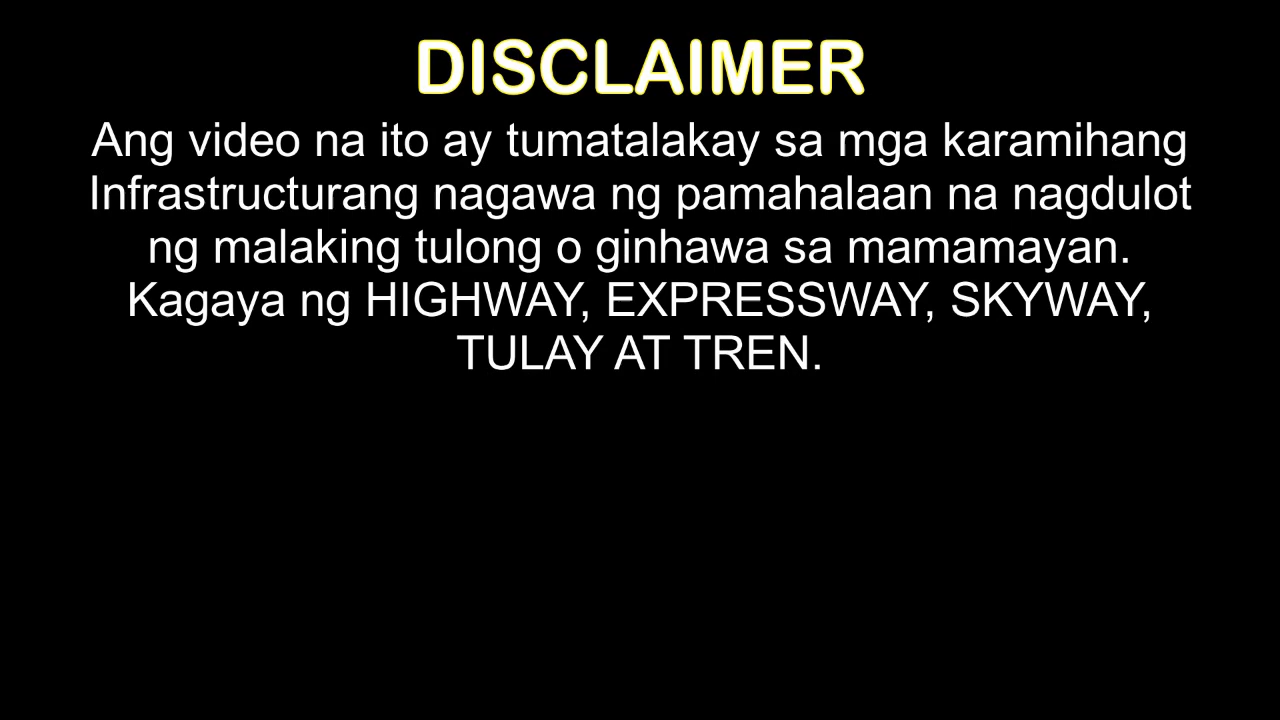 DISCLAIMER
Ang video na ito ay tumatalakay sa mga karamihang
Infrastructurang nagawa ng pamahalaan na nagdulot
ng malaking tulong o ginhawa sa mamamayan.
Kagaya ng HIGHWAY, EXPRESSWAY, SKYWAY,
TULAY AT TREN.